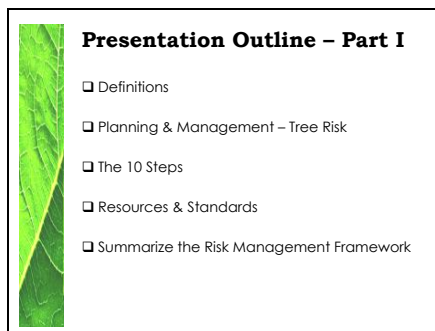 Presentation Outline – Part I
❑ Definitions
❑ Planning & Management – Tree Risk
❑ The 10 Steps
❑ Resources & Standards
❑ Summarize the Risk Management Framework